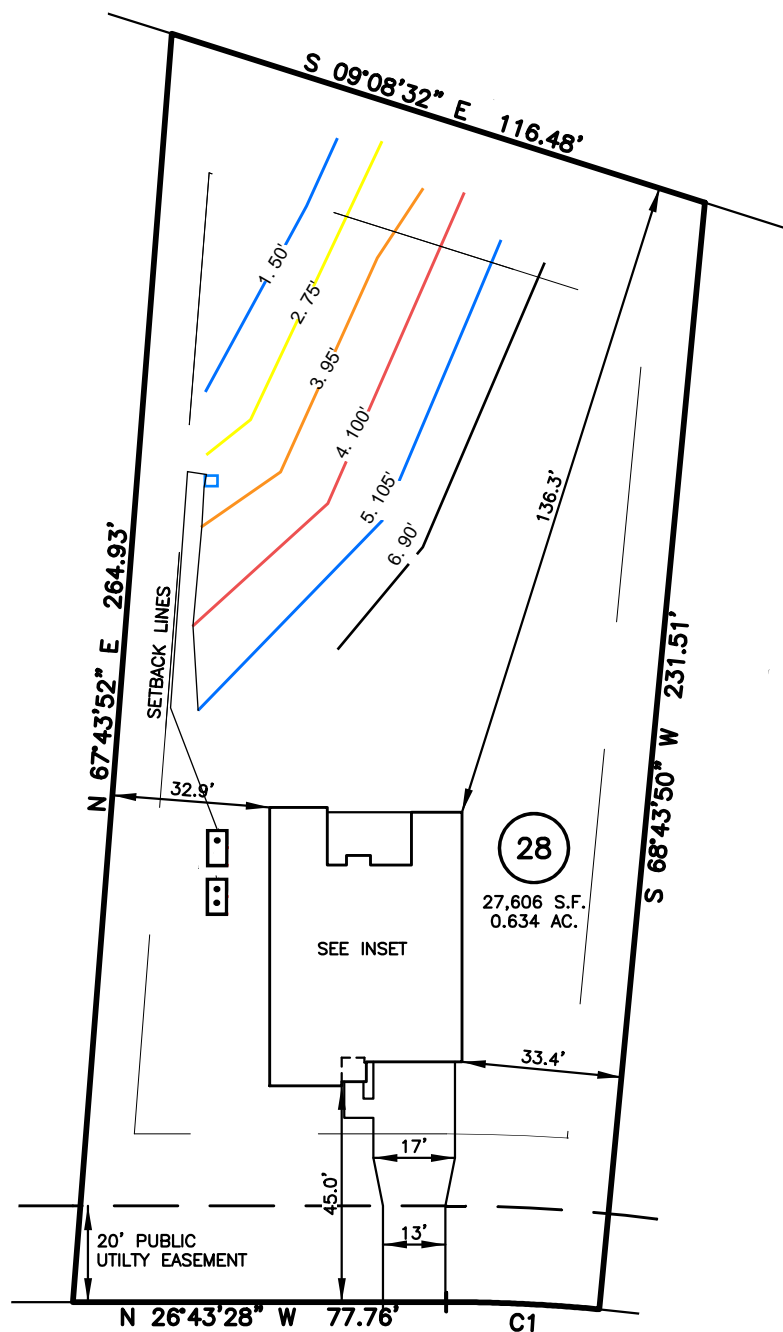 S 09°08'32" E 116.48'
1. 50'
2. 75'
3. 95'
4. 100'
5. 105'
6. 90'
136.3'
N 67°43'52" E 264.93'
SETBACK LINES
S 68°43'50" W 231.51'
32.9'
28
27,606 S.F.
0.634 AC.
SEE INSET
33.4'
17'
45.0'
13'
20' PUBLIC
UTILTY EASEMENT
N 26°43'28" W 77.76'
C1